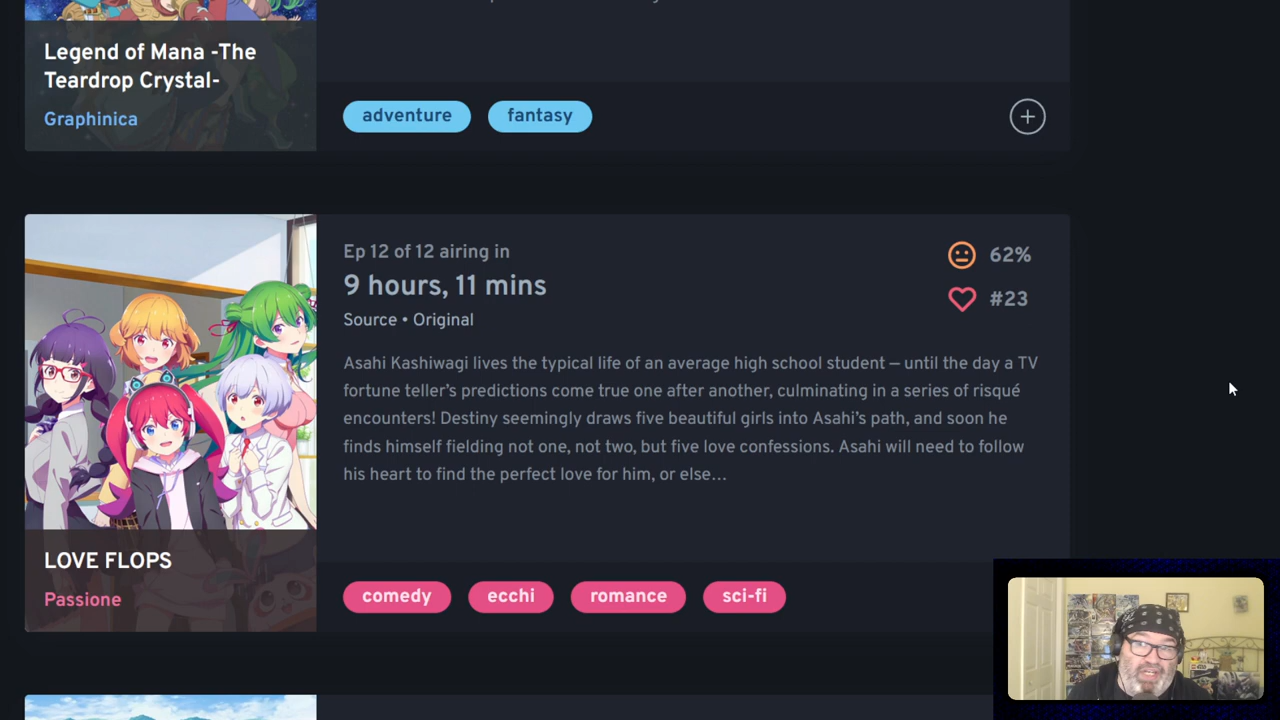 Legend of Mana -The
Teardrop Crystal-
Graphinica
adventure
fantasy
Ep 12 of 12 airing in
9 hours, 11 mins
Source • Original
62%
#23
Asahi Kashiwagi lives the typical life of an average high school student — until the day a TV
fortune teller’s predictions come true one after another, culminating in a series of risqué
encounters! Destiny seemingly draws five beautiful girls into Asahi’s path, and soon he
finds himself fielding not one, not two, but five love confessions. Asahi will need to follow
his heart to find the perfect love for him, or else…
LOVE FLOPS
Passione
comedy
ecchi
romance
sci-fi